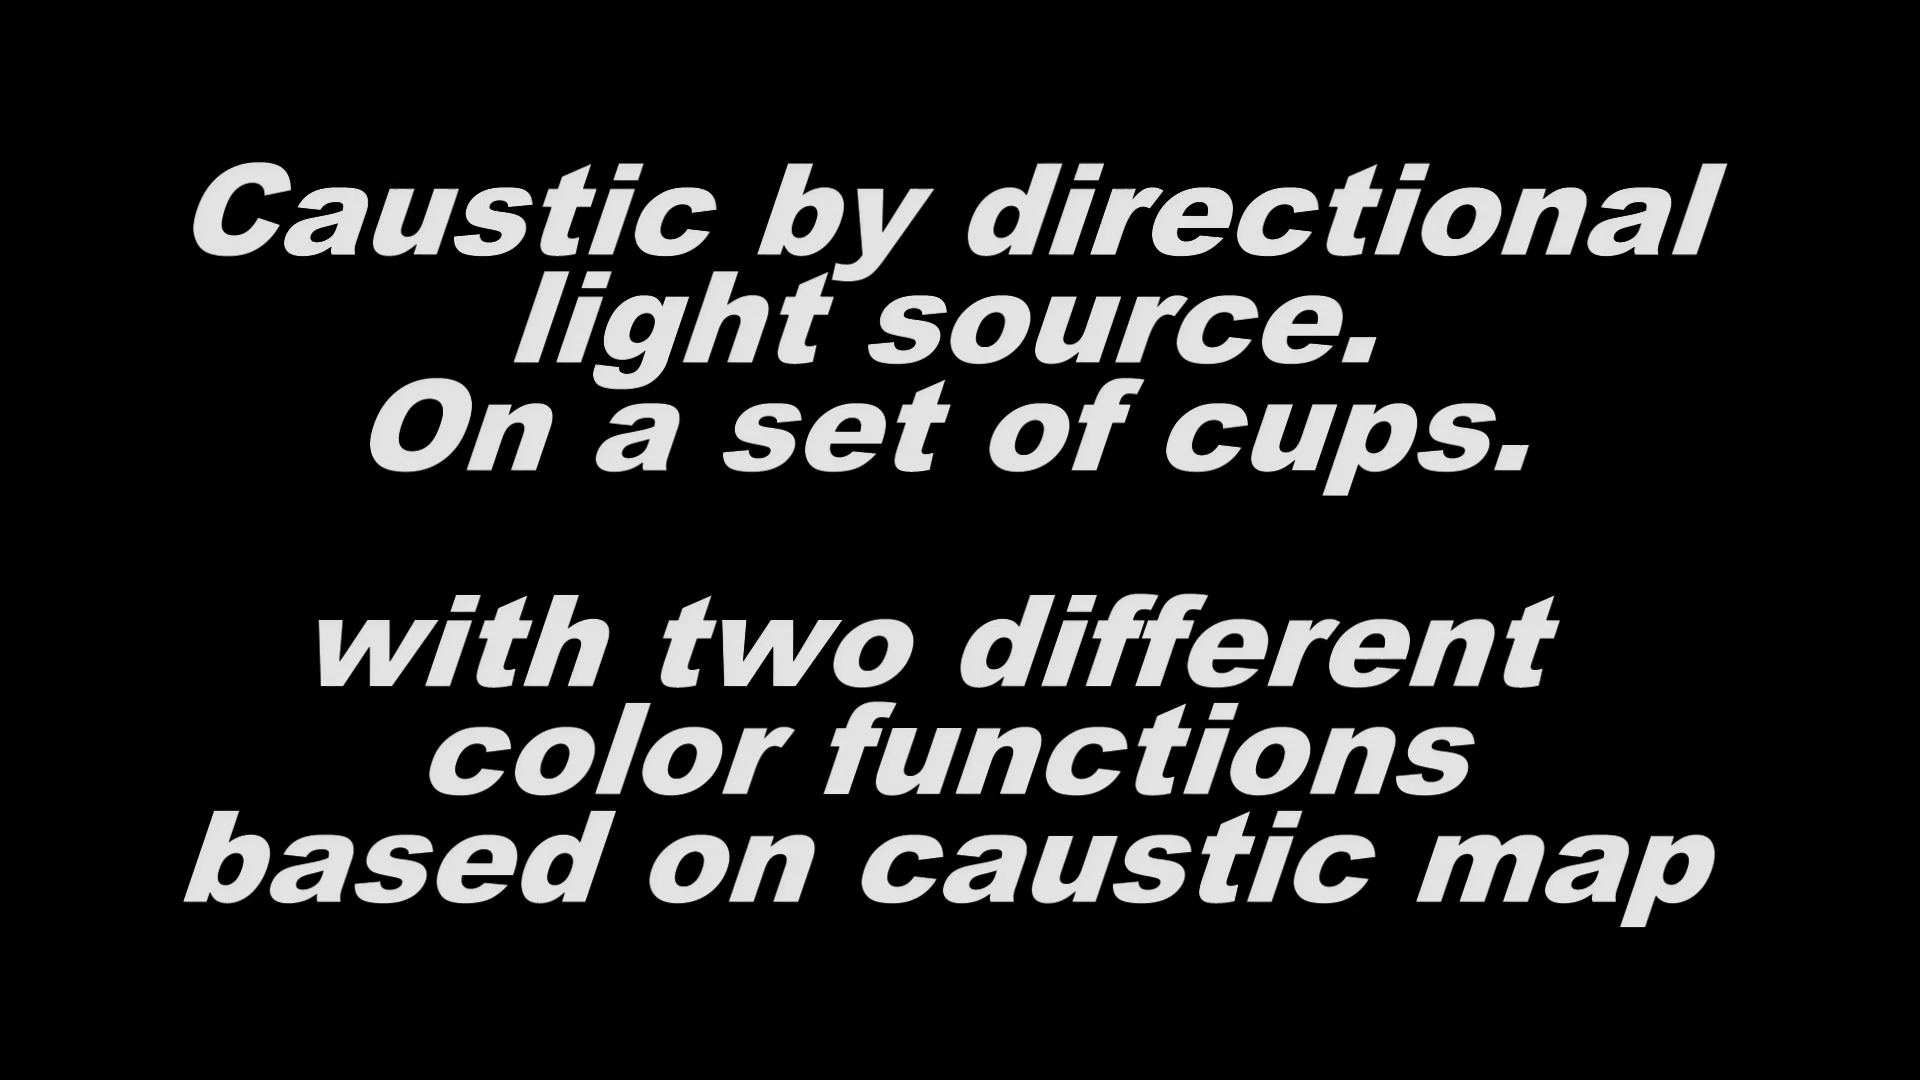 Caustic by directional
light source.
On a set of cups.
with two different
color functions
based on caustic map